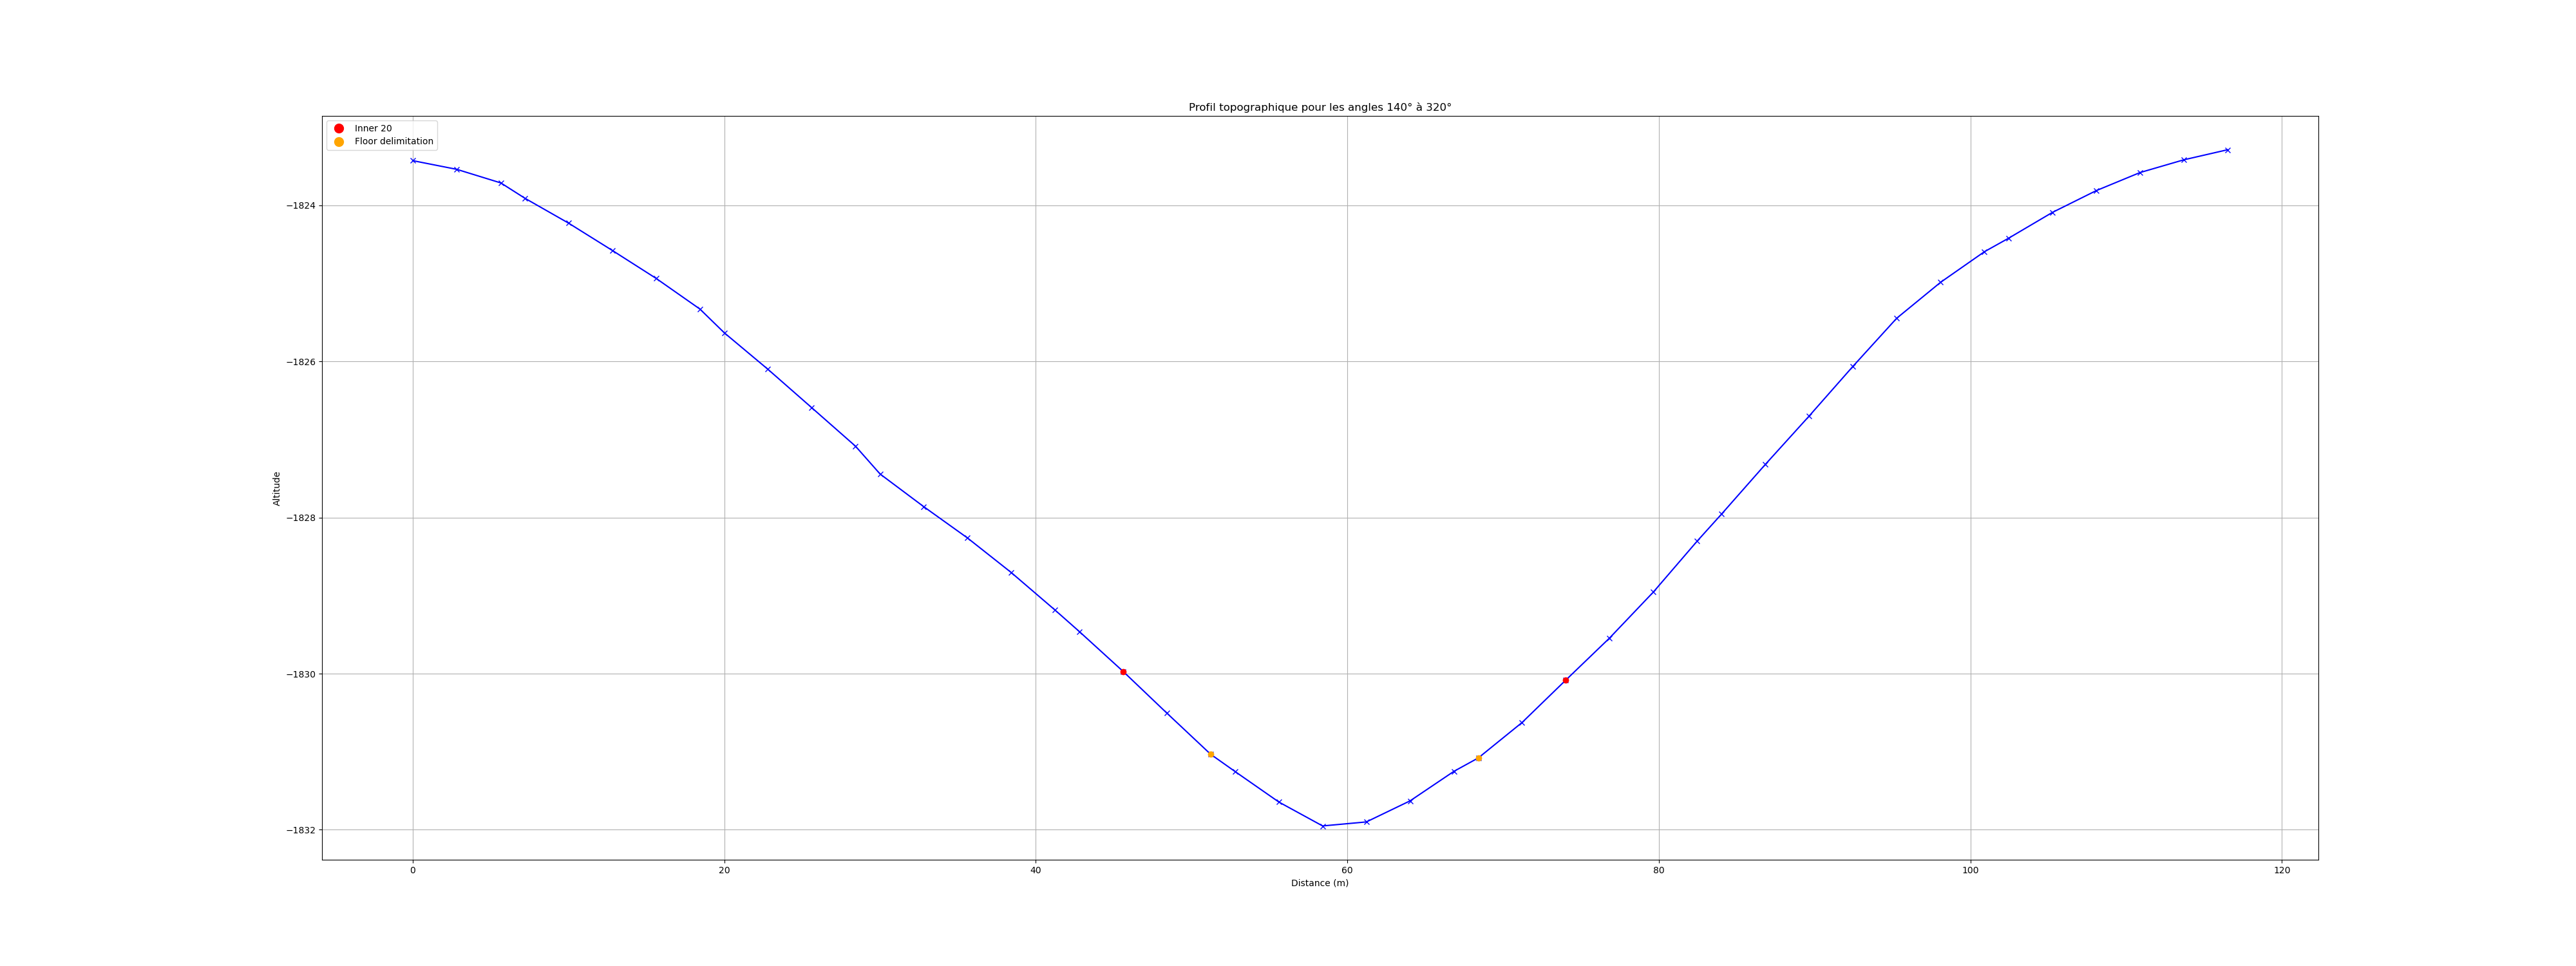 Profil topographique pour les angles 140° à 320°
Inner 20
Floor delimitation
−1824
−1826
−1828
−1830
−1832
Altitude
0 20 40 60 80 100 120
Distance (m)